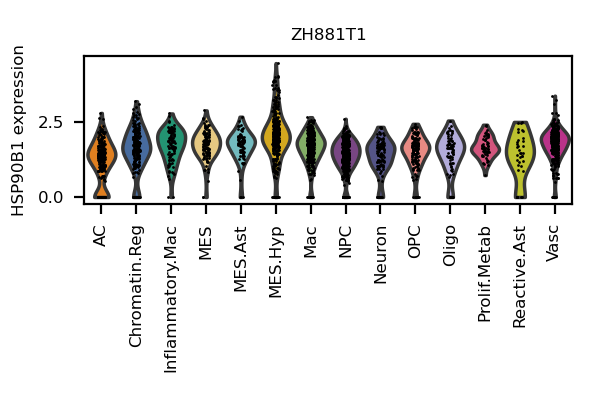 ZH881T1
HSP90B1 expression
2.5
0.0
AC
Chromatin.Reg
Inflammatory.Mac
MES
MES.Ast
MES.Hyp
Mac
NPC
Neuron
OPC
Oligo
Prolif.Metab
Reactive.Ast
Vasc